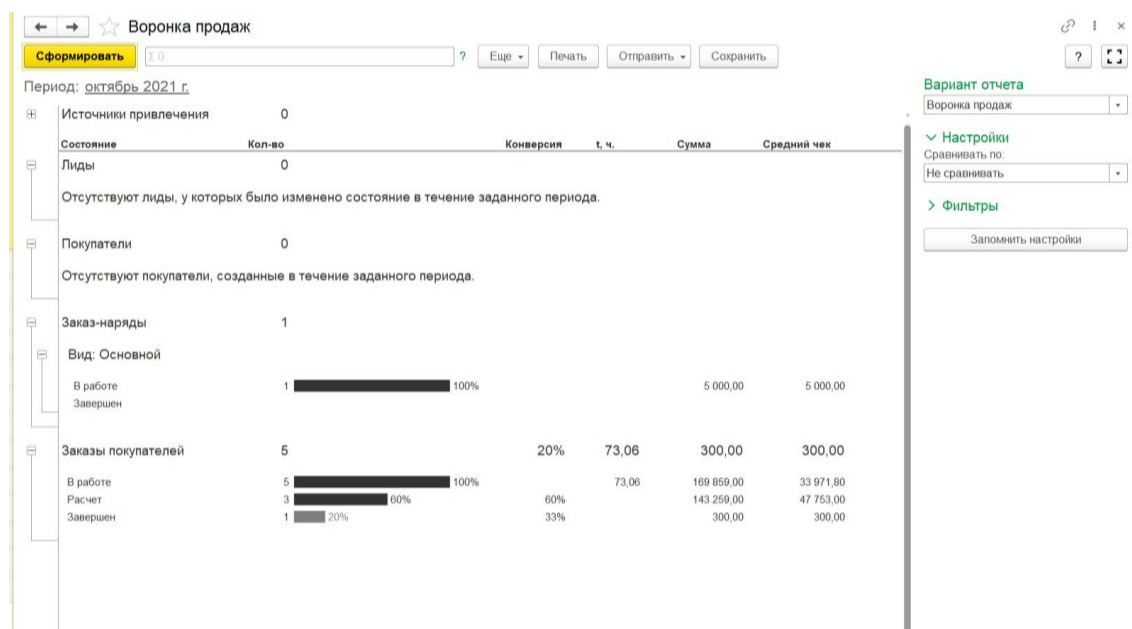 Воронка продаж
Сформировать Σ 0 ? Еще Печать Отправить Сохранить ?
Период: октябрь 2021 г.
Источники привлечения 0
Состояние Кол-во Конверсия t, ч. Сумма Средний чек
Лиды 0
Отсутствуют лиды, у которых было изменено состояние в течение заданного периода.
Покупатели 0
Отсутствуют покупатели, созданные в течение заданного периода.
Заказ-наряды 1
Вид: Основной
В работе 1 100% 5 000,00 5 000,00
Завершен
Заказы покупателей 5 20% 73,06 300,00 300,00
В работе 5 100% 73,06 169 859,00 33 971,80
Расчет 3 60% 60% 143 259,00 47 753,00
Завершен 1 20% 33% 300,00 300,00
Вариант отчета
Воронка продаж
Настройки
Сравнивать по:
Не сравнивать
Фильтры
Запомнить настройки